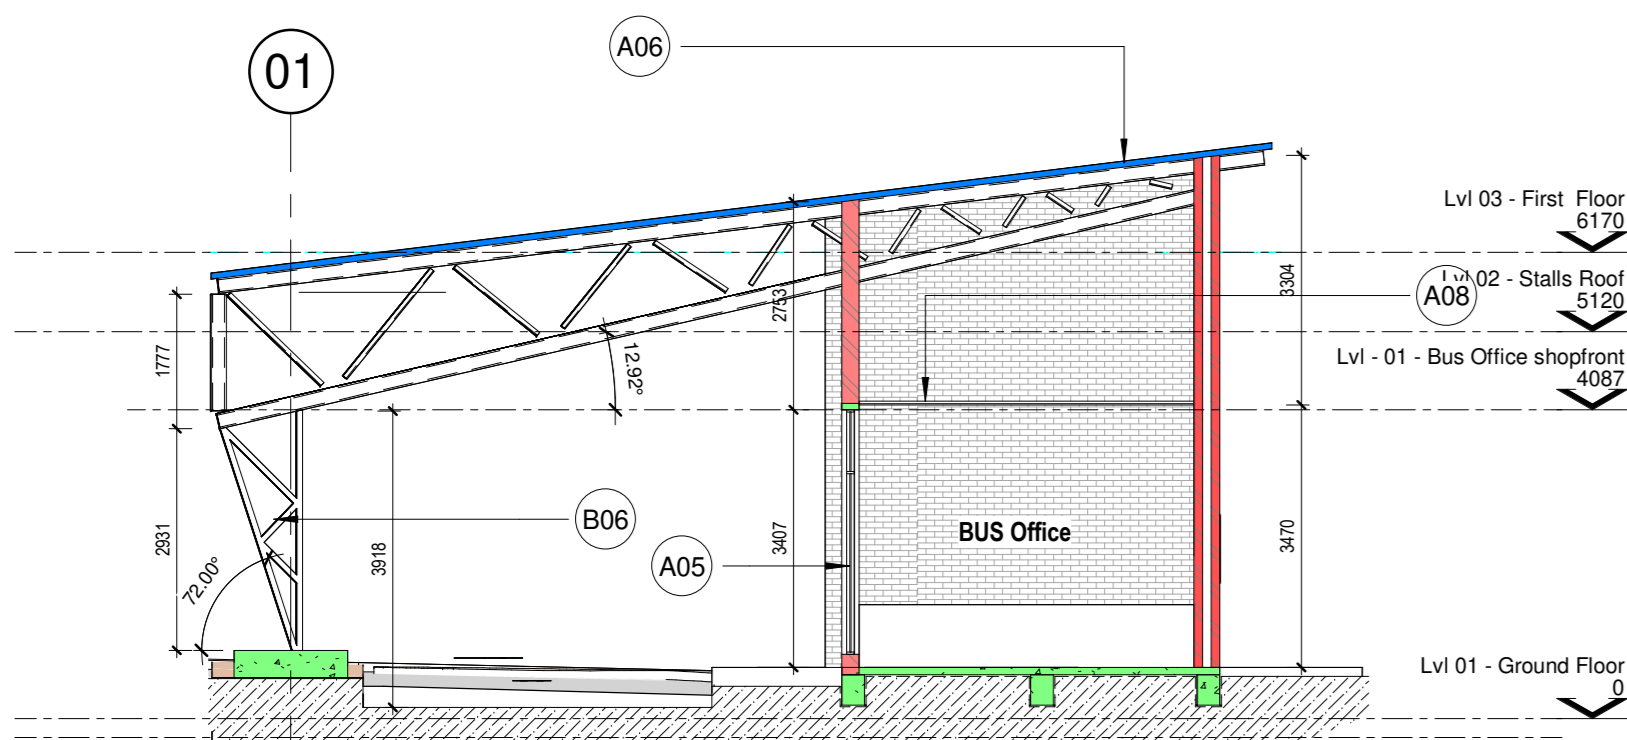 01
A06
Lvl 03 - First Floor
6170
Lvl 02 - Stalls Roof
5120
A08
Lvl - 01 - Bus Office shopfront
4087
3304
2753
1777
12.92°
2931
72.00°
3918
B06
A05
3407
BUS Office
3470
Lvl 01 - Ground Floor
0